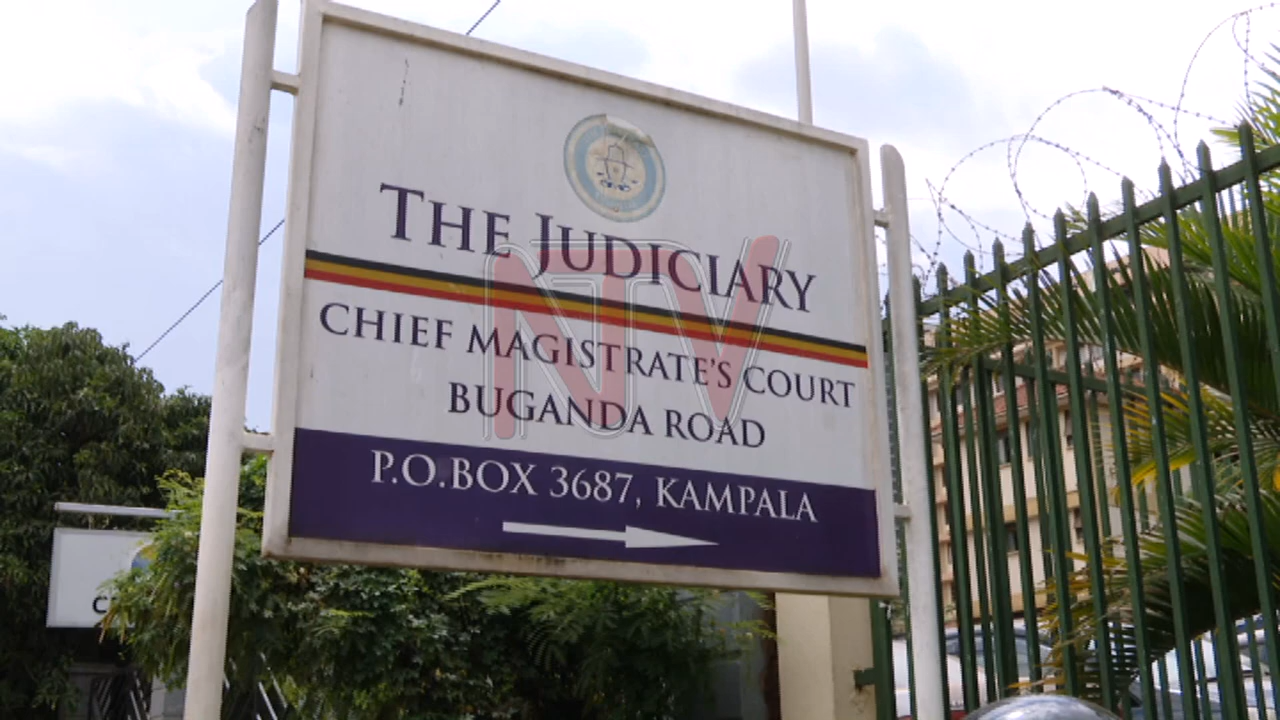 THE JUDICIARY
CHIEF MAGISTRATE'S COURT
BUGANDA ROAD
P.O.BOX 3687, KAMPALA
NTV